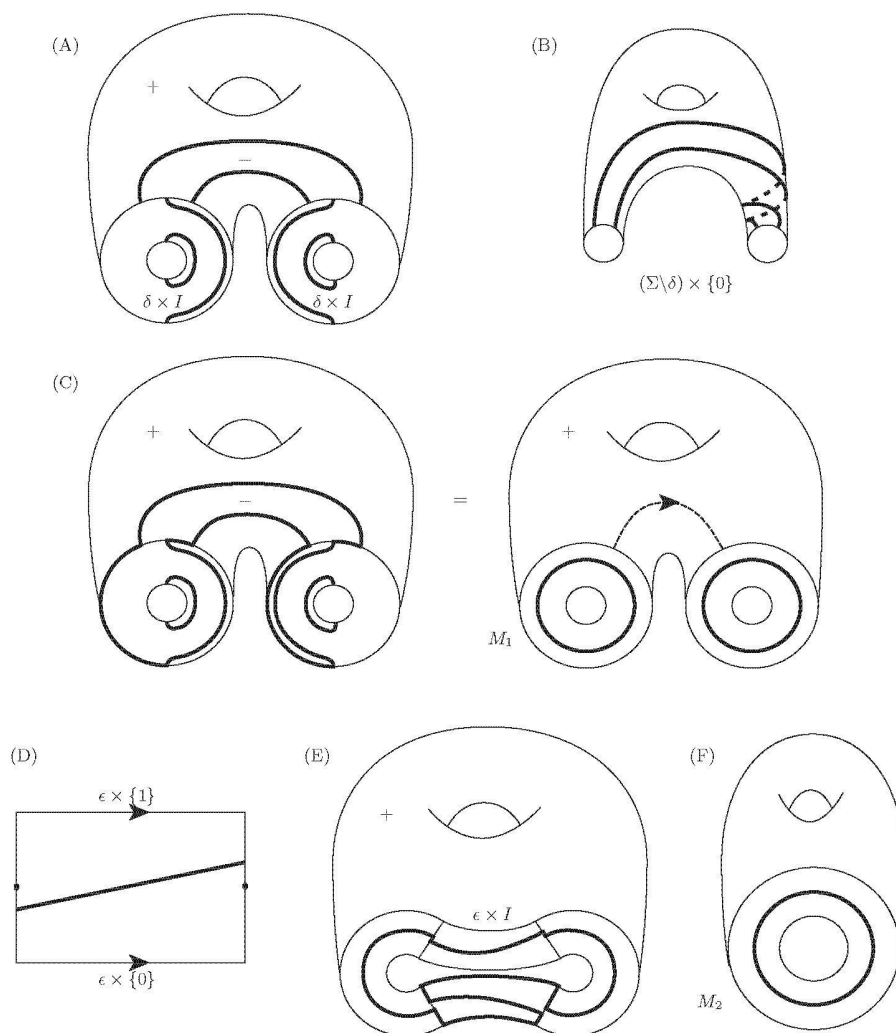 (A)
(B)
+
−
δ × I
δ × I
(Σ\δ) × {0}
(C)
+
−
=
+
M₁
(D)
ϵ × {1}
ϵ × {0}
(E)
+
ϵ × I
(F)
M₂